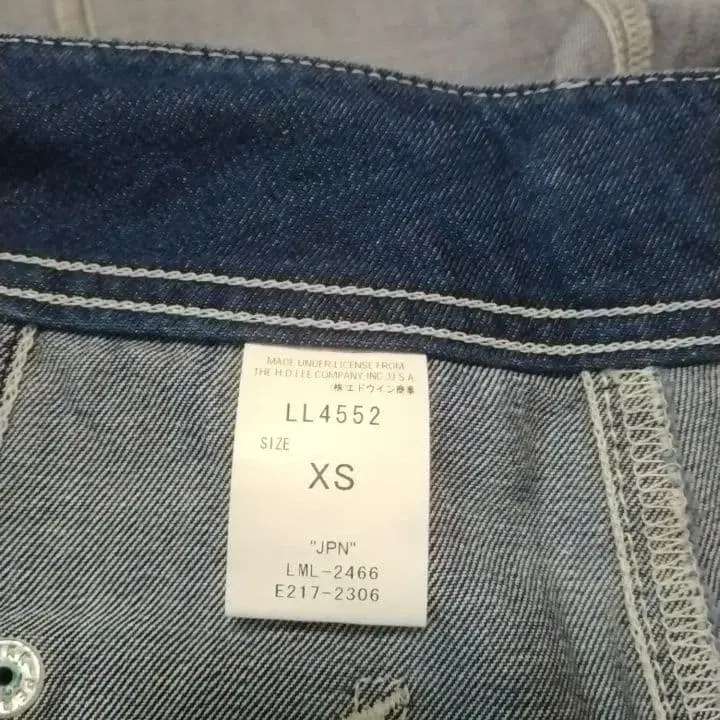 MADE UNDER LICENSE FROM
THE H.D.LEE COMPANY, INC.,U.S.A.
(株)エドウイン商事
LL4552
SIZE
XS
"JPN"
LML-2466
E217-2306